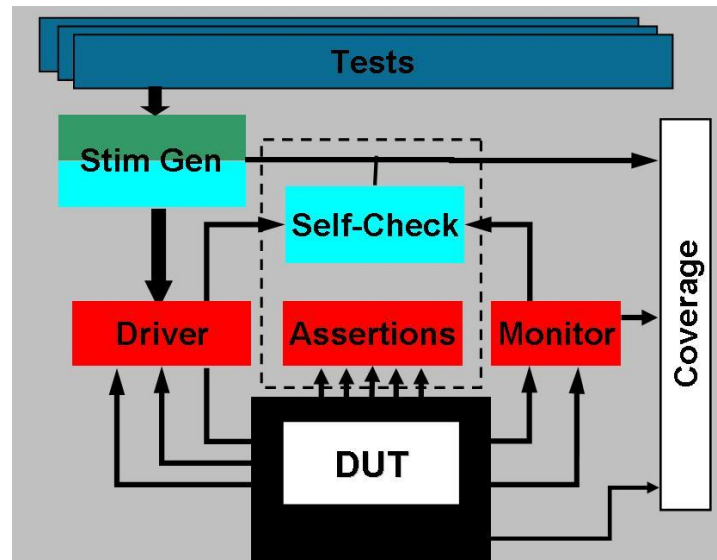 Tests
Stim Gen
Self-Check
Driver
Assertions
Monitor
Coverage
DUT